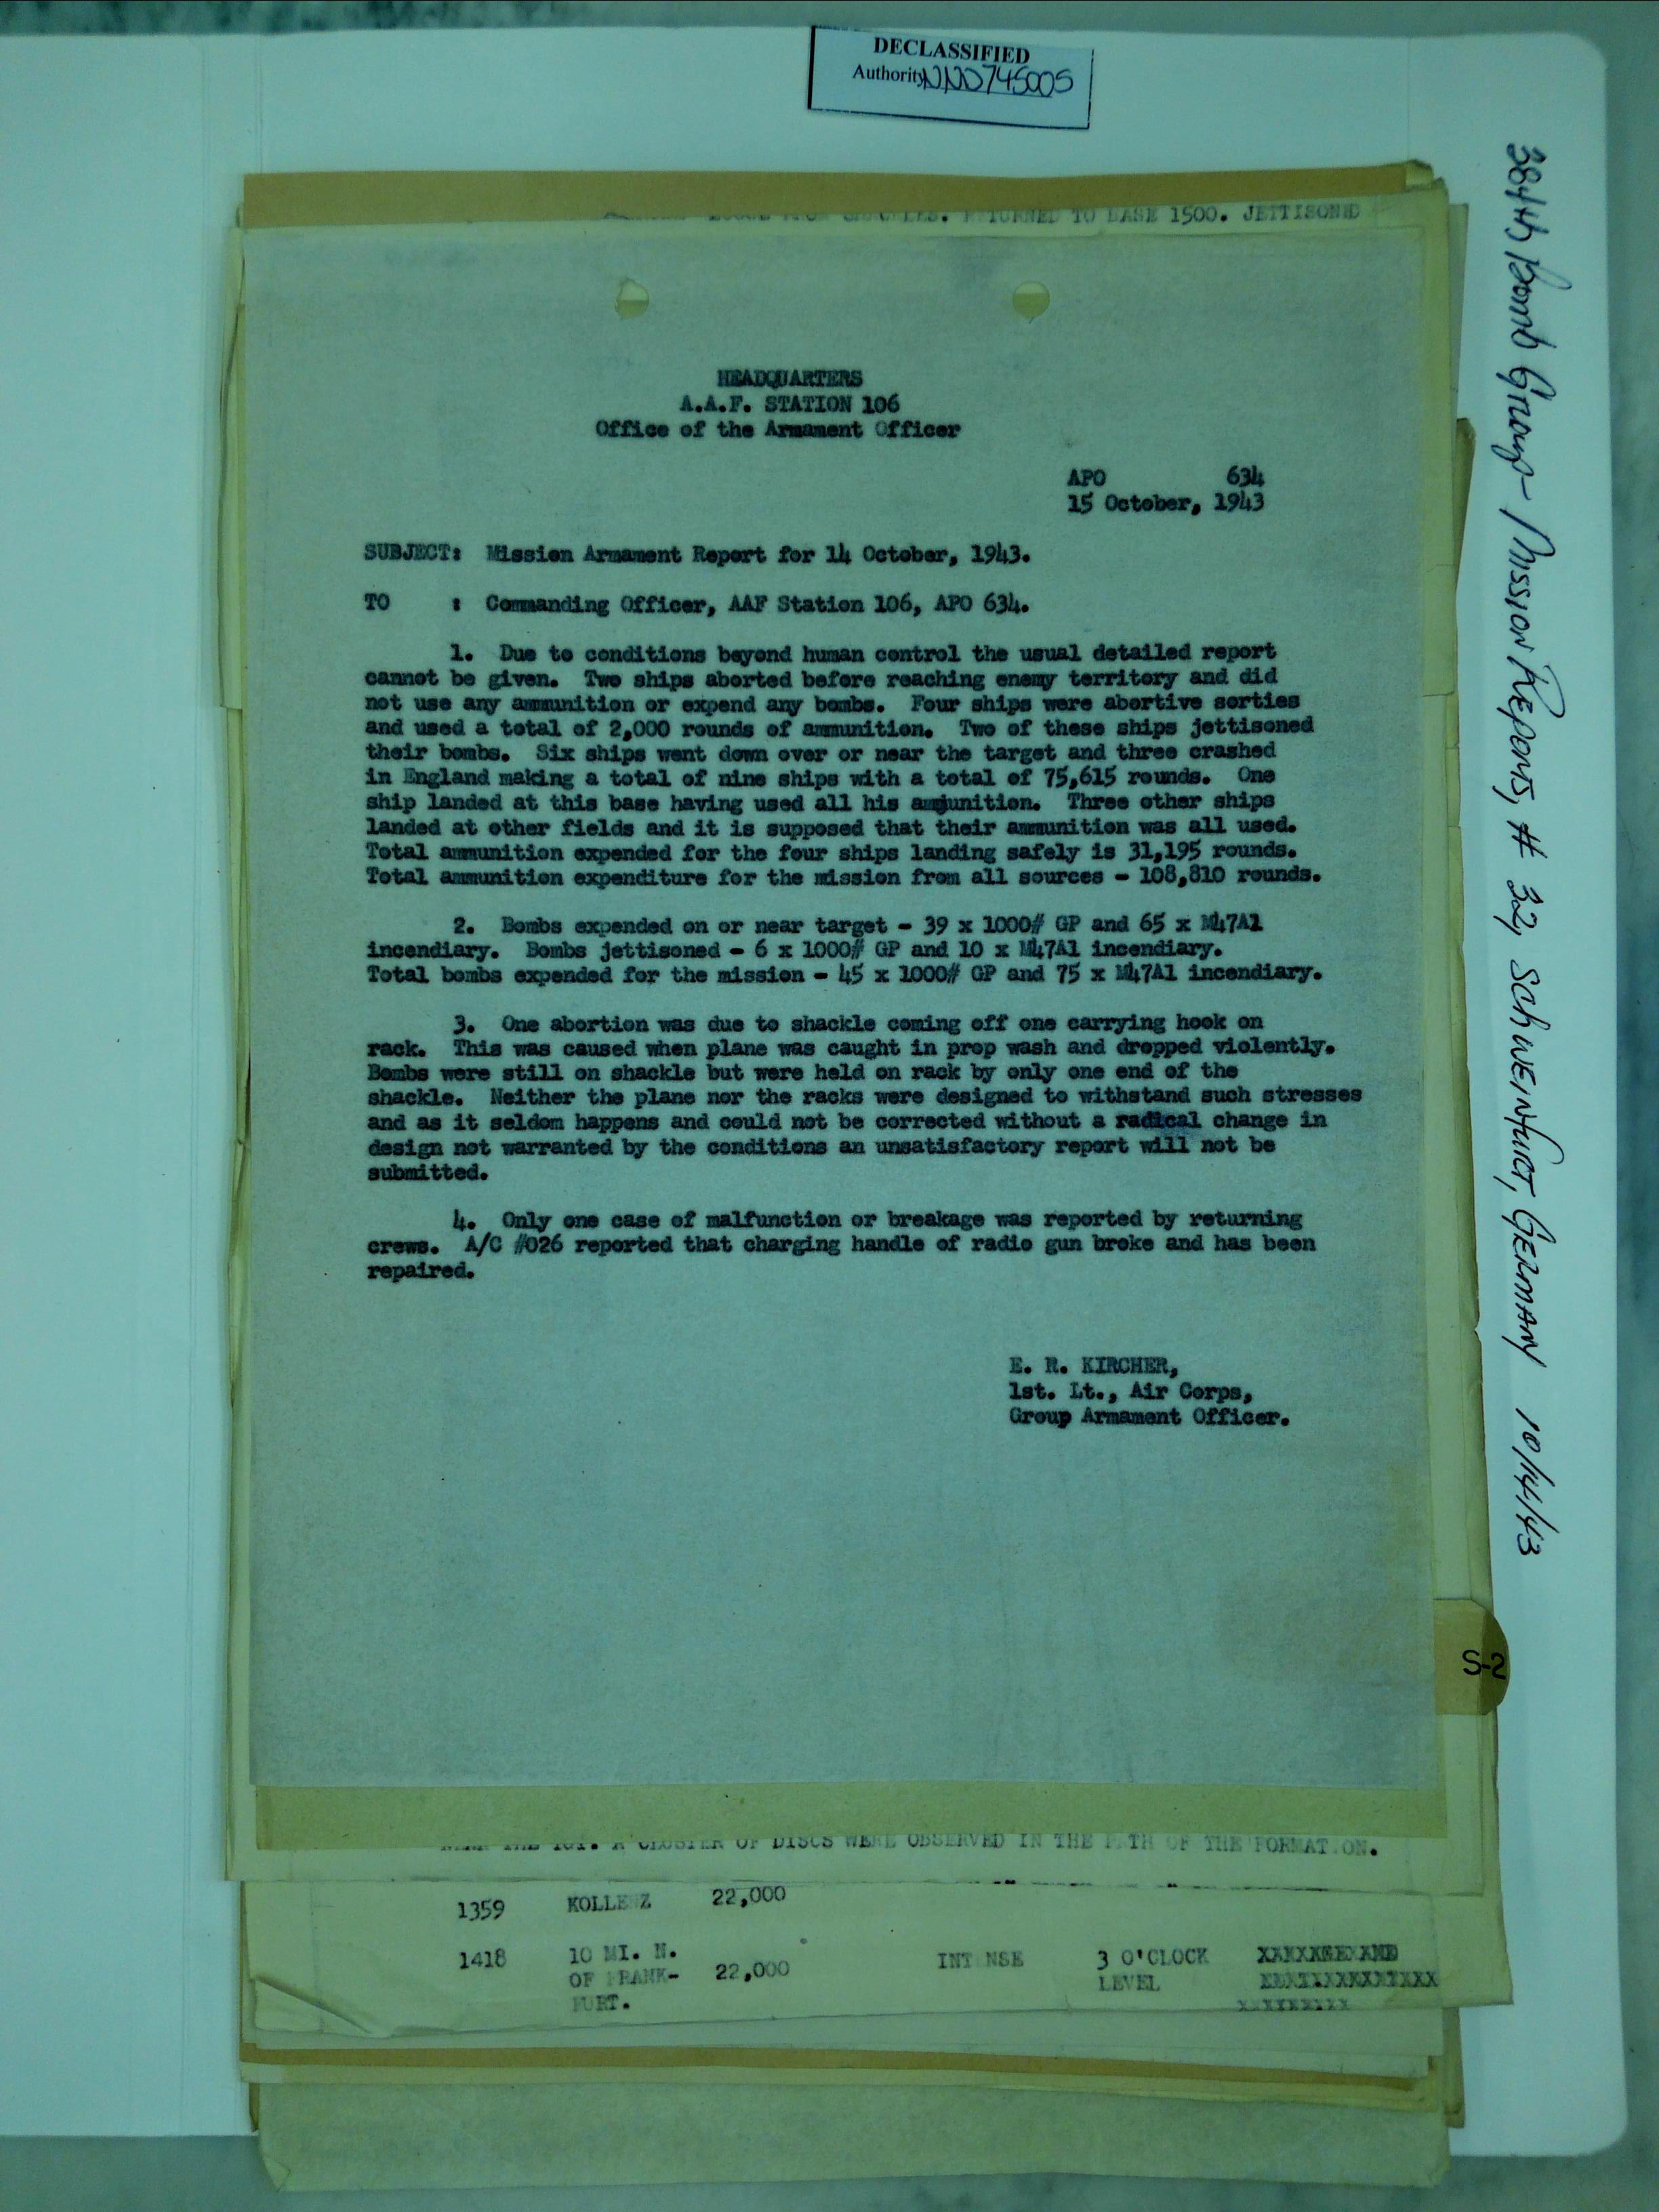 DECLASSIFIED
Authority NND745005
RETURNED TO BASE 1500. JETTISONED
HEADQUARTERS
A.A.F. STATION 106
Office of the Armament Officer
APO 634
15 October, 1943
SUBJECT: Mission Armament Report for 14 October, 1943.
TO : Commanding Officer, AAF Station 106, APO 634.
1. Due to conditions beyond human control the usual detailed report
cannot be given. Two ships aborted before reaching enemy territory and did
not use any ammunition or expend any bombs. Four ships were abortive sorties
and used a total of 2,000 rounds of ammunition. Two of these ships jettisoned
their bombs. Six ships went down over or near the target and three crashed
in England making a total of nine ships with a total of 75,615 rounds. One
ship landed at this base having used all his ammunition. Three other ships
landed at other fields and it is supposed that their ammunition was all used.
Total ammunition expended for the four ships landing safely is 31,195 rounds.
Total ammunition expenditure for the mission from all sources - 108,810 rounds.
2. Bombs expended on or near target - 39 x 1000# GP and 65 x M47A1
incendiary. Bombs jettisoned - 6 x 1000# GP and 10 x M47A1 incendiary.
Total bombs expended for the mission - 45 x 1000# GP and 75 x M47A1 incendiary.
3. One abortion was due to shackle coming off one carrying hook on
rack. This was caused when plane was caught in prop wash and dropped violently.
Bombs were still on shackle but were held on rack by only one end of the
shackle. Neither the plane nor the racks were designed to withstand such stresses
and as it seldom happens and could not be corrected without a radical change in
design not warranted by the conditions an unsatisfactory report will not be
submitted.
4. Only one case of malfunction or breakage was reported by returning
crews. A/C #026 reported that charging handle of radio gun broke and has been
repaired.
E. R. KIRCHER,
1st. Lt., Air Corps,
Group Armament Officer.
A CLUSTER OF DISCS WERE OBSERVED IN THE PATH OF THE FORMATION.
1359 KOLLENZ 22,000
1418 10 MI. N. INTENSE 3 O'CLOCK
OF FRANK- 22,000 LEVEL
FURT.
S-2
384th Bomb Group - Mission Reports, # 32, Schweinfurt, Germany 10/14/43